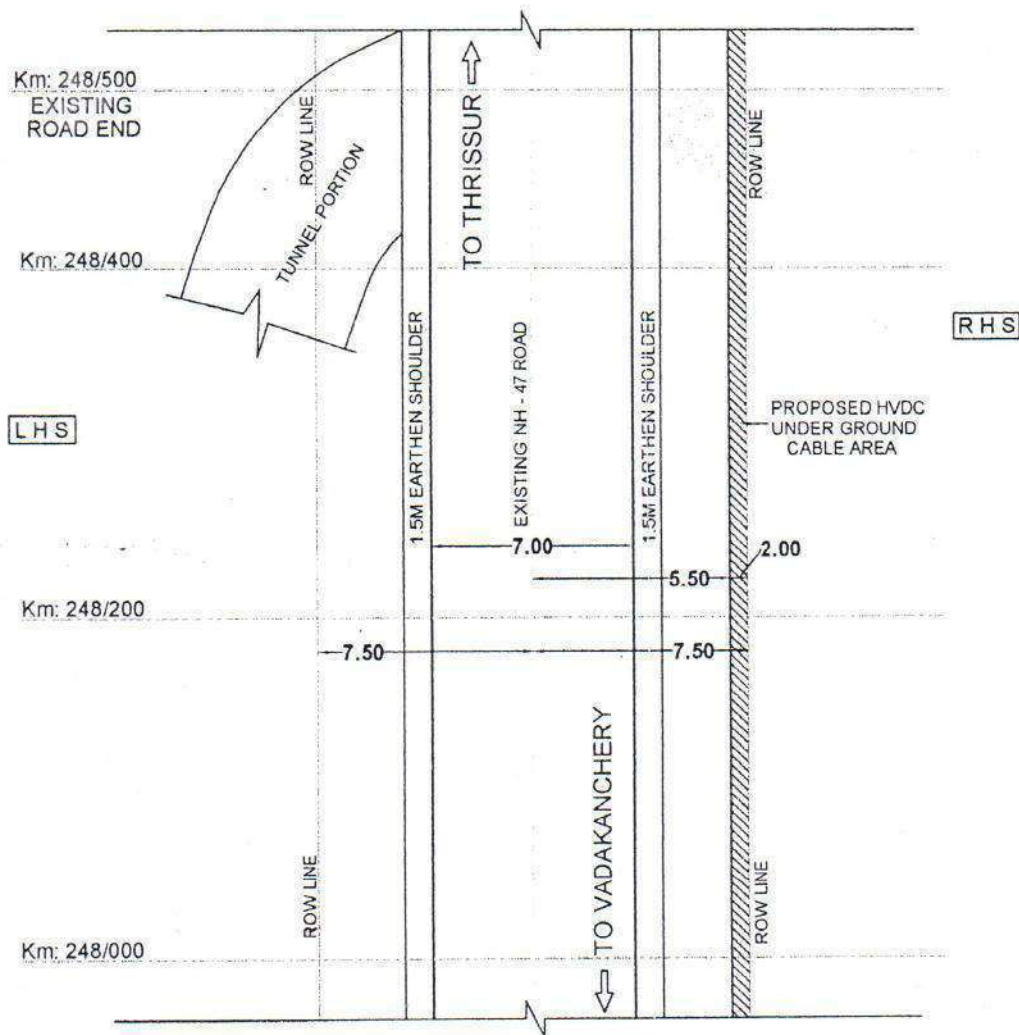 Km: 248/500
EXISTING
ROAD END
ROW LINE
TUNNEL PORTION
TO THRISSUR
ROW LINE
Km: 248/400
LHS
RHS
1.5M EARTHEN SHOULDER
EXISTING NH - 47 ROAD
1.5M EARTHEN SHOULDER
PROPOSED HVDC
UNDER GROUND
CABLE AREA
7.00
2.00
5.50
Km: 248/200
7.50
7.50
TO VADAKANCHERY
ROW LINE
ROW LINE
Km: 248/000